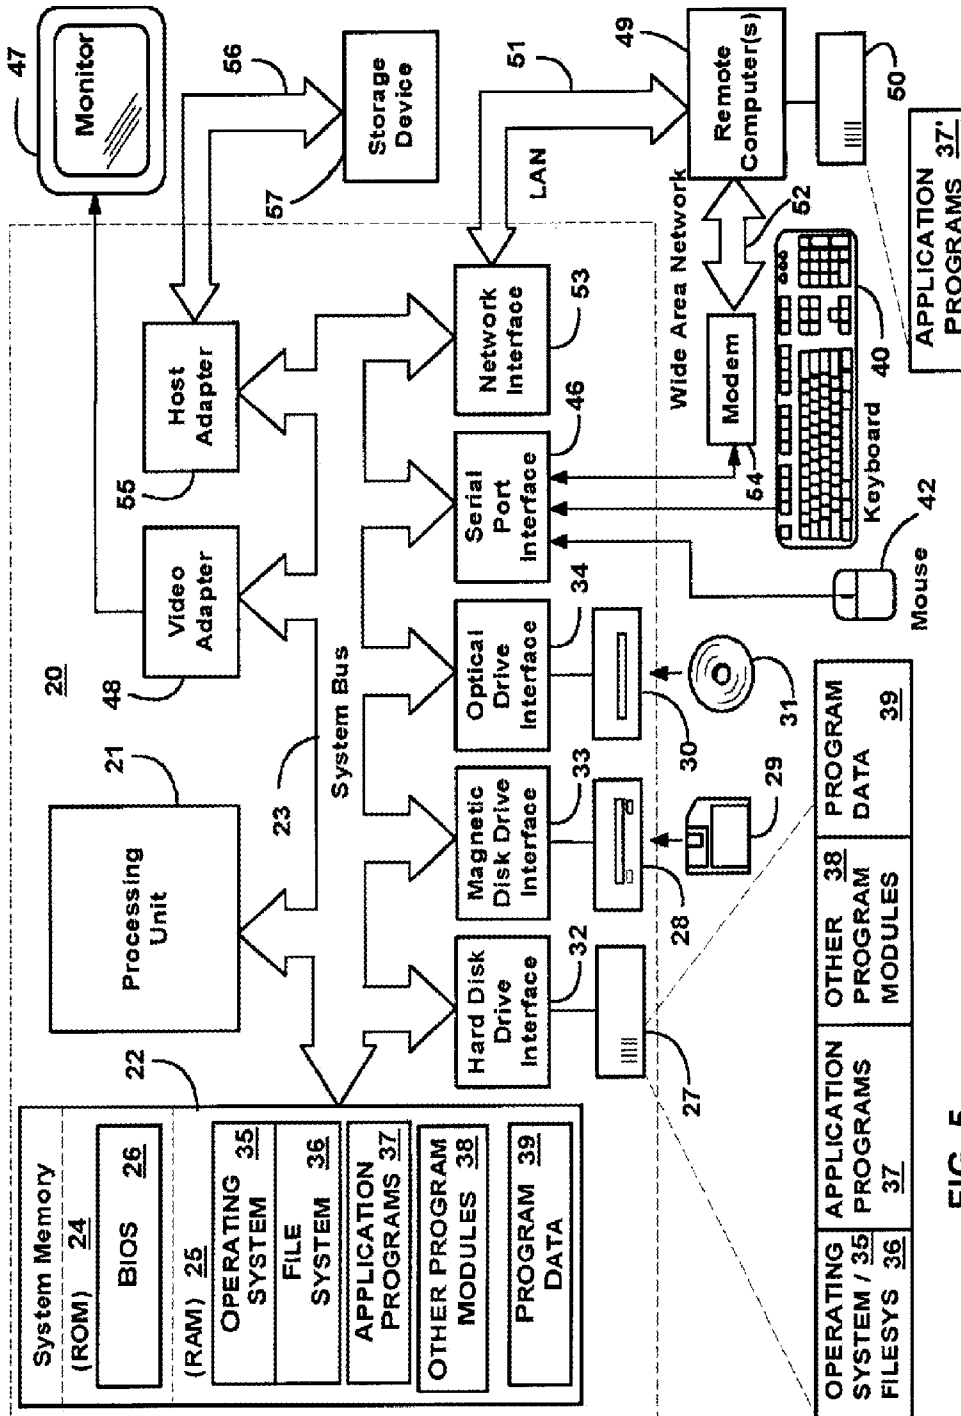 System Memory
(ROM) 24
BIOS 26
(RAM) 25
OPERATING
SYSTEM 35
FILE
SYSTEM 36
APPLICATION
PROGRAMS 37
OTHER PROGRAM
MODULES 38
PROGRAM
DATA 39
22
Processing
Unit
21
20
Video
Adapter
48
Host
Adapter
55
Monitor
47
56
Storage
Device
57
23
System Bus
Hard Disk
Drive
Interface
32
Magnetic
Disk Drive
Interface
33
Optical
Drive
Interface
34
Serial
Port
Interface
46
Network
Interface
53
LAN
51
Remote
Computer(s)
49
50
Wide Area Network
52
Modem
54
Keyboard
40
Mouse
42
27
28
29
30
31
OPERATING
SYSTEM / 35
FILESYS 36
APPLICATION
PROGRAMS
37
OTHER 38
PROGRAM
MODULES
PROGRAM
DATA
39
APPLICATION
PROGRAMS 37'
FIG. 5